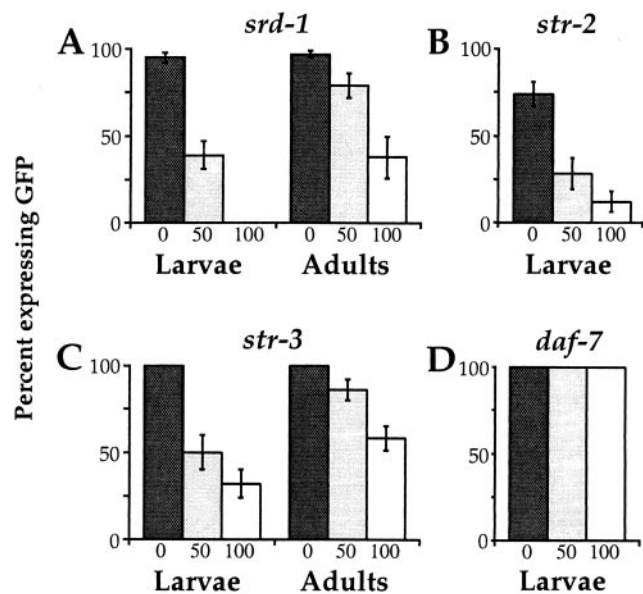 A srd-1
100
50
0
0 50 100 0 50 100
Larvae Adults
B str-2
100
50
0
0 50 100
Larvae
Percent expressing GFP
C str-3
100
50
0
0 50 100 0 50 100
Larvae Adults
D daf-7
100
50
0
0 50 100
Larvae